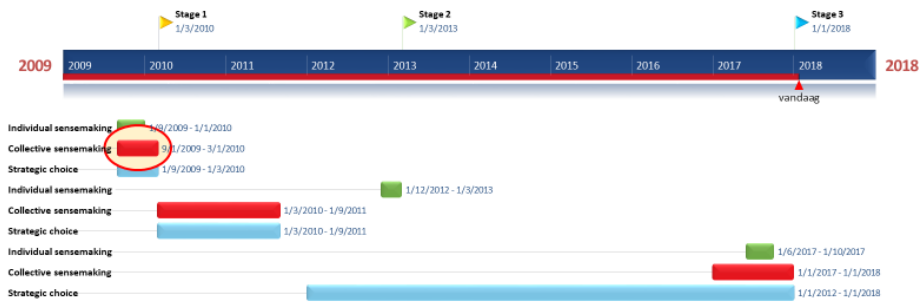 Stage 1
1/3/2010
Stage 2
1/3/2013
Stage 3
1/1/2018
2009 2009 2010 2011 2012 2013 2014 2015 2016 2017 2018 2018
vandaag
Individual sensemaking 1/9/2009 - 1/1/2010
Collective sensemaking 9/1/2009 - 3/1/2010
Strategic choice 1/9/2009 - 1/3/2010
Individual sensemaking 1/12/2012 - 1/3/2013
Collective sensemaking 1/3/2010 - 1/9/2011
Strategic choice 1/3/2010 - 1/9/2011
Individual sensemaking 1/6/2017 - 1/10/2017
Collective sensemaking 1/1/2017 - 1/1/2018
Strategic choice 1/1/2012 - 1/1/2018